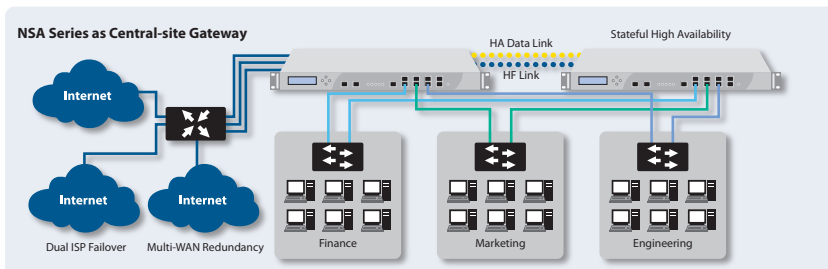 NSA Series as Central-site Gateway
HA Data Link
Stateful High Availability
HF Link
Internet
Internet
Internet
Dual ISP Failover
Multi-WAN Redundancy
Finance
Marketing
Engineering